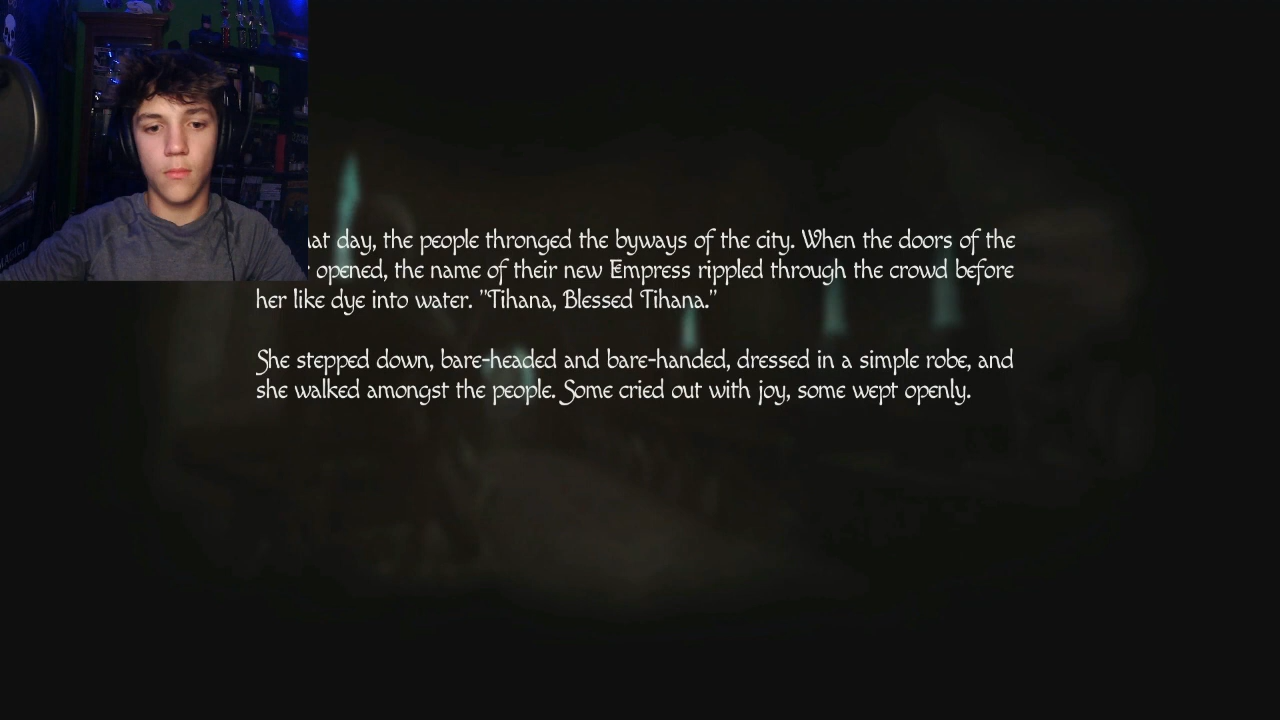 day, the people thronged the byways of the city. When the doors of the
opened, the name of their new Empress rippled through the crowd before
her like dye into water. "Tihana, Blessed Tihana."
She stepped down, bare-headed and bare-handed, dressed in a simple robe, and
she walked amongst the people. Some cried out with joy, some wept openly.